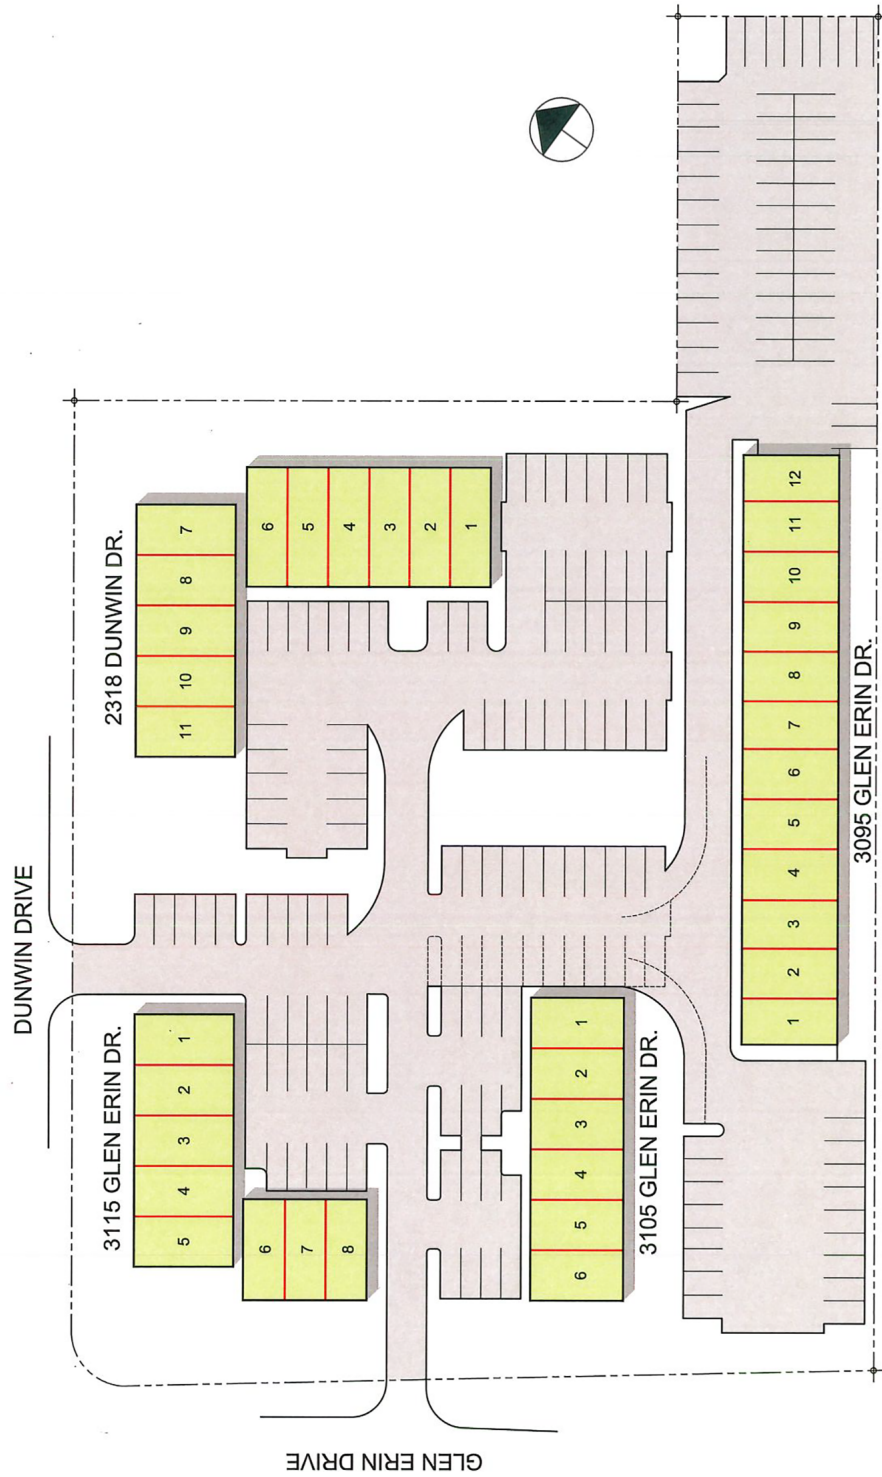 DUNWIN DRIVE
3115 GLEN ERIN DR.
2318 DUNWIN DR.
5 4 3 2 1
11 10 9 8 7
6
7
8
6
5
4
3
2
1
GLEN ERIN DRIVE
6 5 4 3 2 1
3105 GLEN ERIN DR.
1 2 3 4 5 6 7 8 9 10 11 12
3095 GLEN ERIN DR.